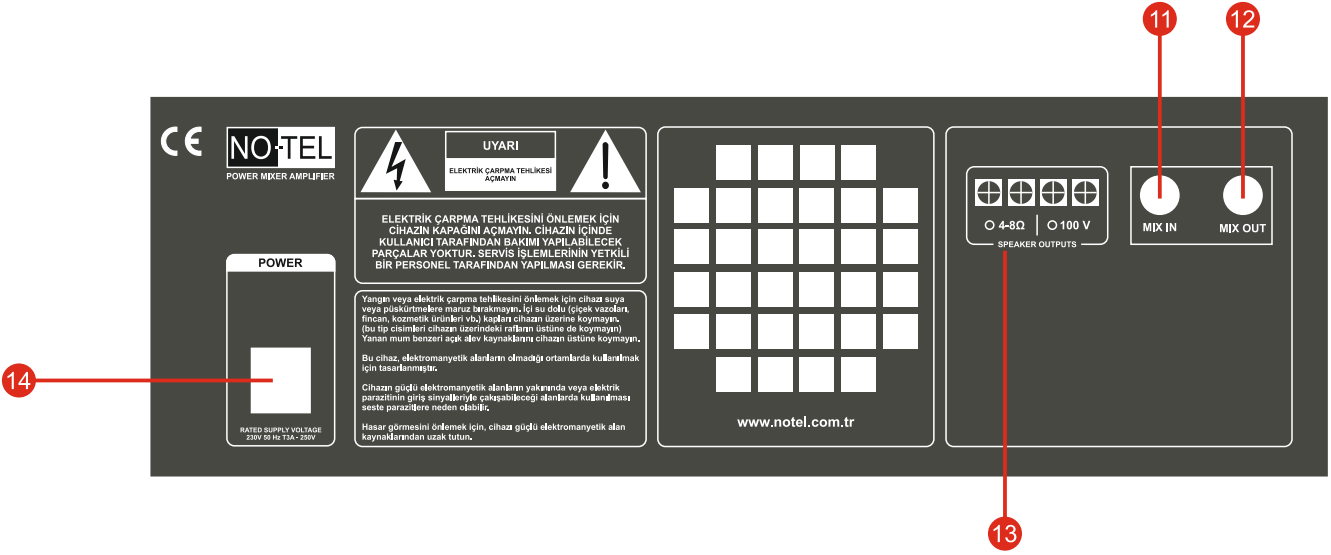 11
12
CE
NO-TEL
POWER MIXER AMPLIFIER
UYARI
ELEKTRİK ÇARPMA TEHLİKESİ
AÇMAYIN
ELEKTRİK ÇARPMA TEHLİKESİNİ ÖNLEMEK İÇİN
CİHAZIN KAPAĞINI AÇMAYIN. CİHAZIN İÇİNDE
KULLANICI TARAFINDAN BAKIMI YAPILABİLECEK
PARÇALAR YOKTUR. SERVİS İŞLEMLERİNİN YETKİLİ
BİR PERSONEL TARAFINDAN YAPILMASI GEREKİR.
Yangın veya elektrik çarpma tehlikesini önlemek için cihazı suya
veya püskürtmelere maruz bırakmayın. İçi su dolu (çiçek vazoları,
fincan, kozmetik ürünleri vb.) kapları cihazın üzerine koymayın.
(bu tip cisimleri cihazın üzerindeki rafların üstüne de koymayın)
Yanan mum benzeri açık alev kaynaklarını cihazın üstüne koymayın.
Bu cihaz, elektromanyetik alanların olmadığı ortamlarda kullanılmak
için tasarlanmıştır.
Cihazın güçlü elektromanyetik alanların yakınında veya elektrik
parazitinin giriş sinyalleriyle çakışabileceği alanlarda kullanılması
seste parazitlere neden olabilir.
Hasar görmesini önlemek için, cihazı güçlü elektromanyetik alan
kaynaklarından uzak tutun.
POWER
14
RATED SUPPLY VOLTAGE
230V 50 Hz T3A - 250V
www.notel.com.tr
4-8Ω
100 V
SPEAKER OUTPUTS
MIX IN
MIX OUT
13